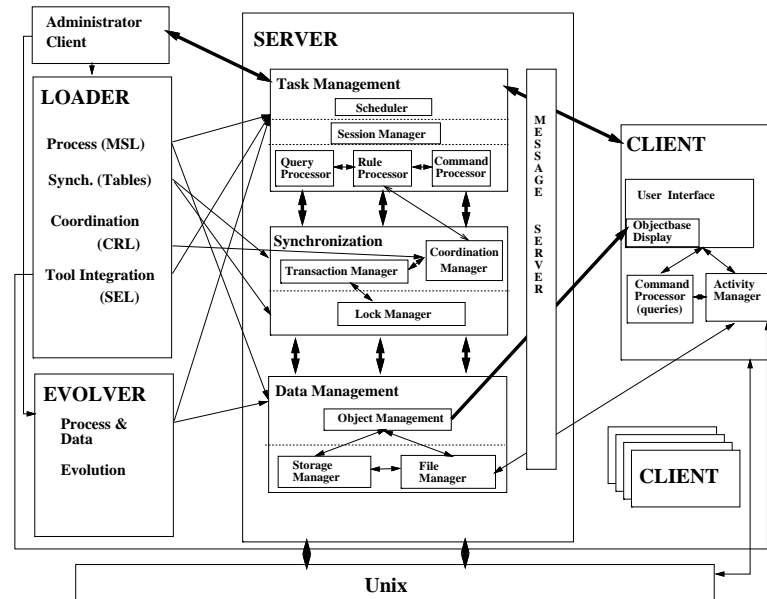 Administrator
Client
LOADER
Process (MSL)
Synch. (Tables)
Coordination
(CRL)
Tool Integration
(SEL)
EVOLVER
Process &
Data
Evolution
SERVER
Task Management
Scheduler
Session Manager
Query
Processor
Rule
Processor
Command
Processor
Synchronization
Transaction Manager
Coordination
Manager
Lock Manager
Data Management
Object Management
Storage
Manager
File
Manager
MESSAGE SERVER
CLIENT
User Interface
Objectbase
Display
Command
Processor
(queries)
Activity
Manager
CLIENT
Unix